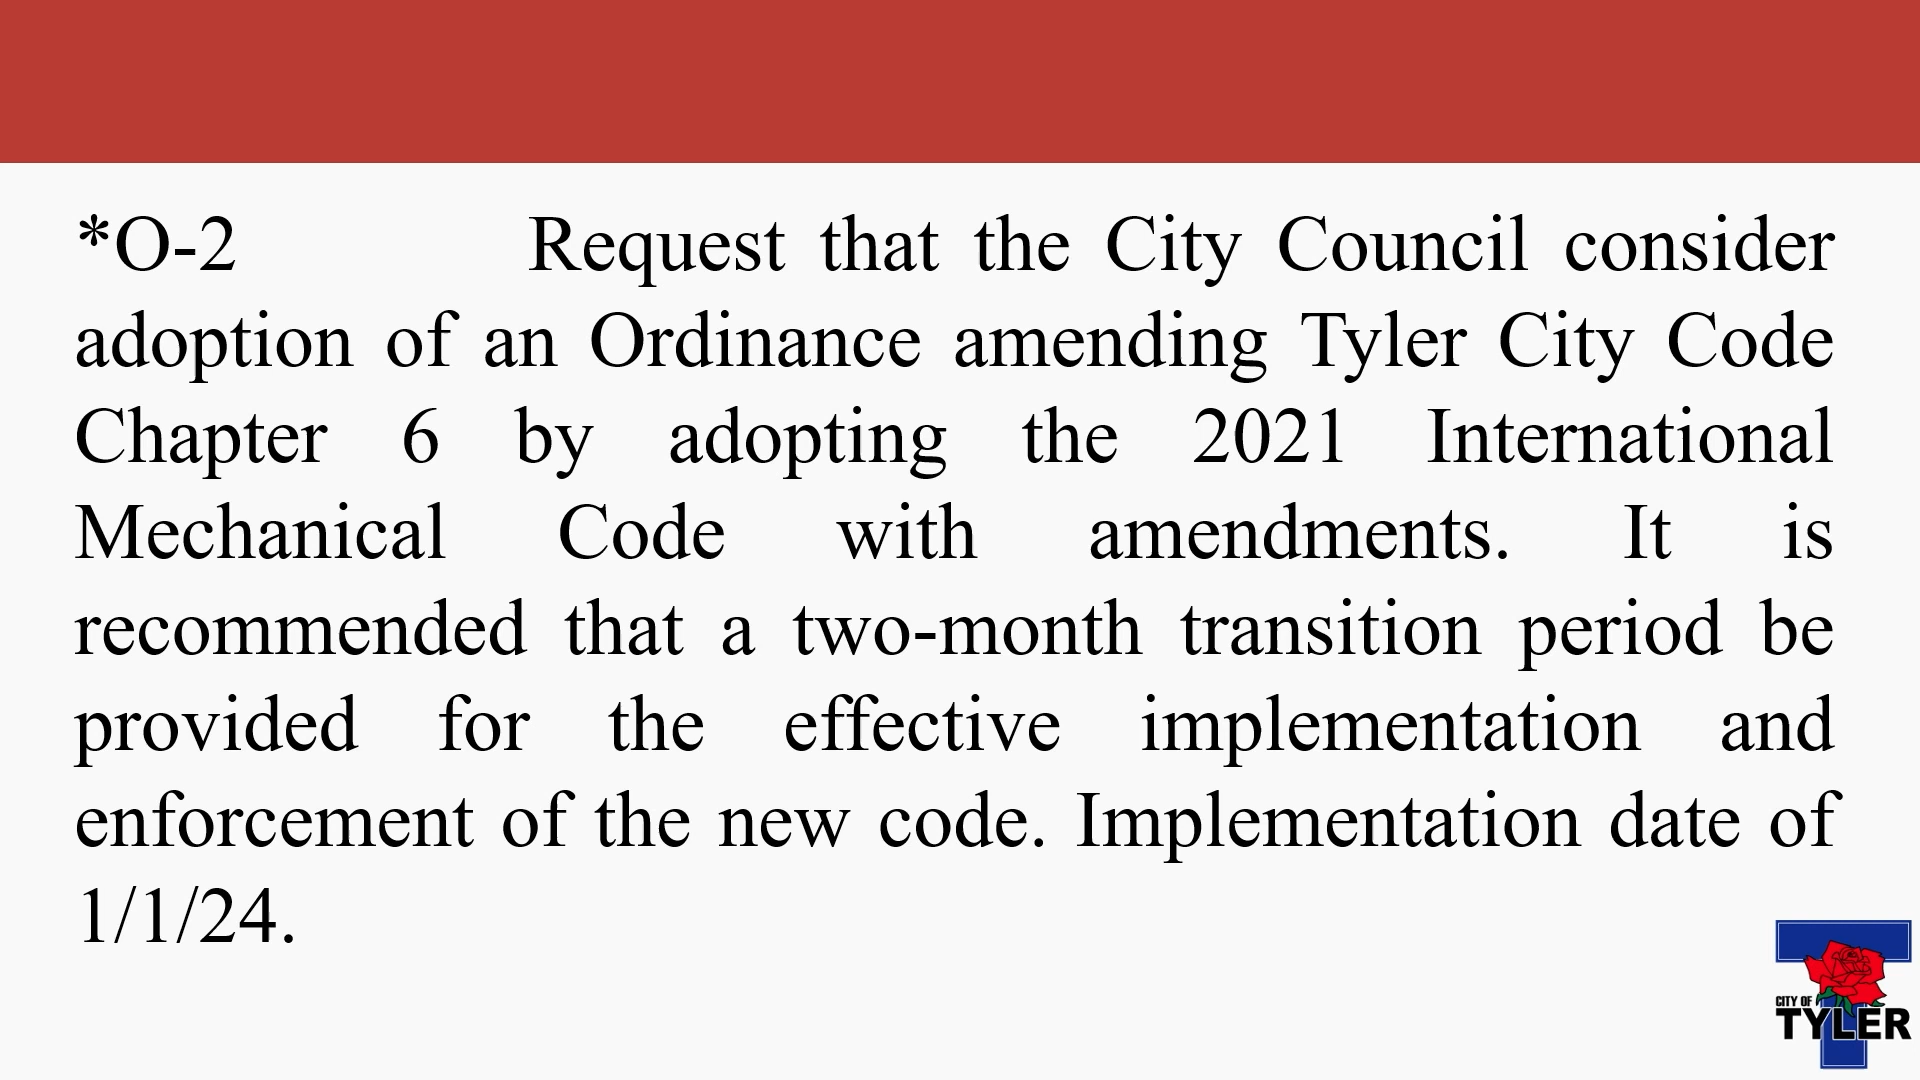 *O-2 Request that the City Council consider
adoption of an Ordinance amending Tyler City Code
Chapter 6 by adopting the 2021 International
Mechanical Code with amendments. It is
recommended that a two-month transition period be
provided for the effective implementation and
enforcement of the new code. Implementation date of
1/1/24.
CITY OF
TYLER